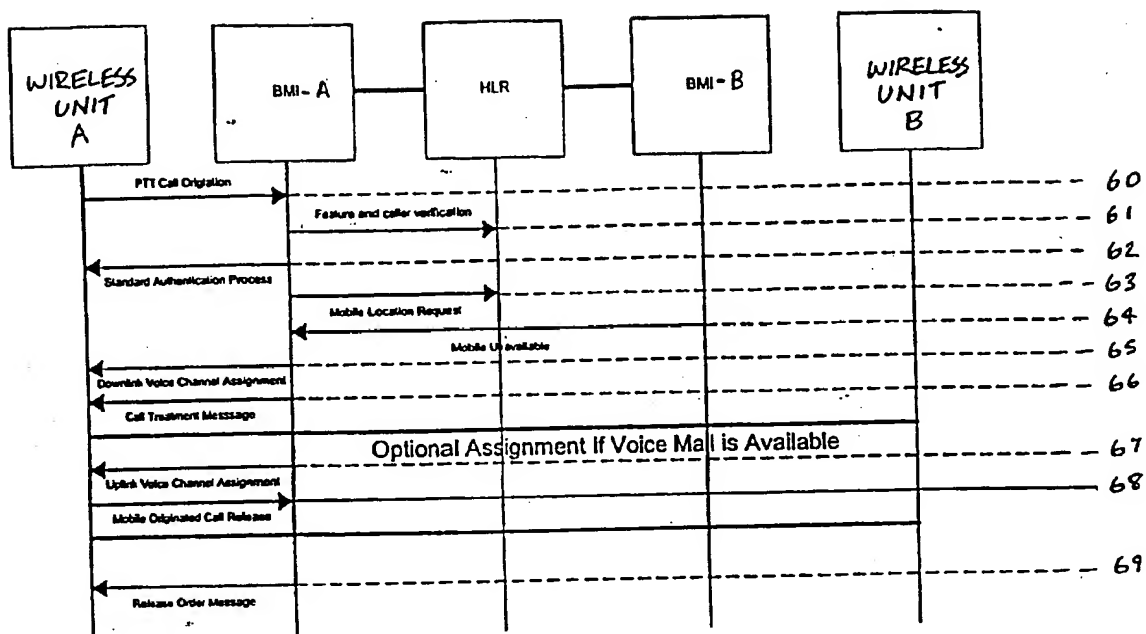 WIRELESS
UNIT
A
BMI-A
HLR
BMI-B
WIRELESS
UNIT
B
PTT Call Origiation
60
Feature and caller verification
61
62
Standard Authentication Process
63
Mobile Location Request
64
Mobile Unavailable
65
Downlink Voice Channel Assignment
66
Call Treatment Messsage
Optional Assignment If Voice Mail is Available
67
Uplink Voice Channel Assignment
68
Mobile Originated Call Release
69
Release Order Message